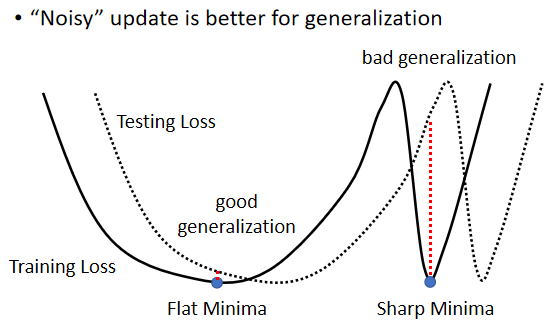 • “Noisy” update is better for generalization
bad generalization
Testing Loss
good
generalization
Training Loss
Flat Minima
Sharp Minima